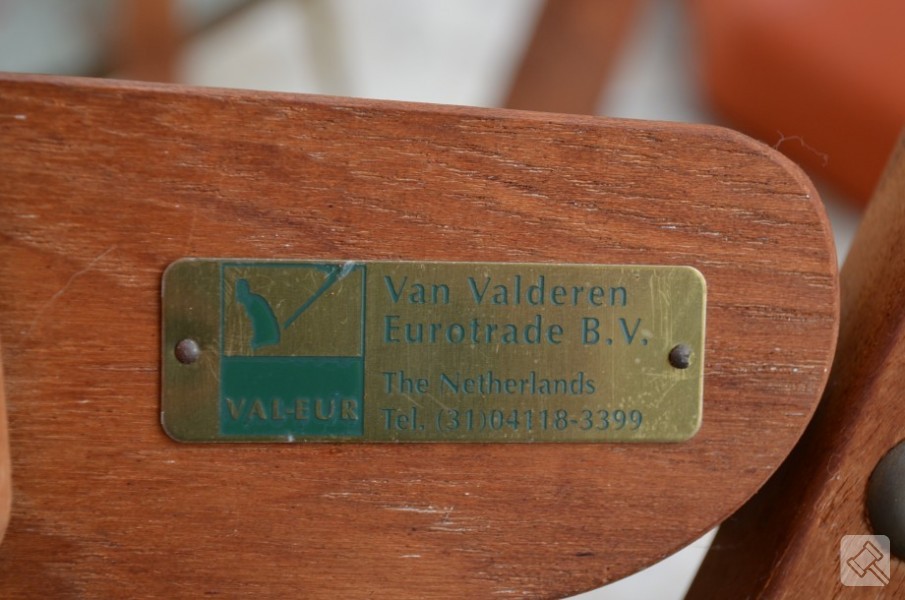 Van Valderen
Eurotrade B.V.
The Netherlands
Tel. (31)04118-3399
VAL-EUR